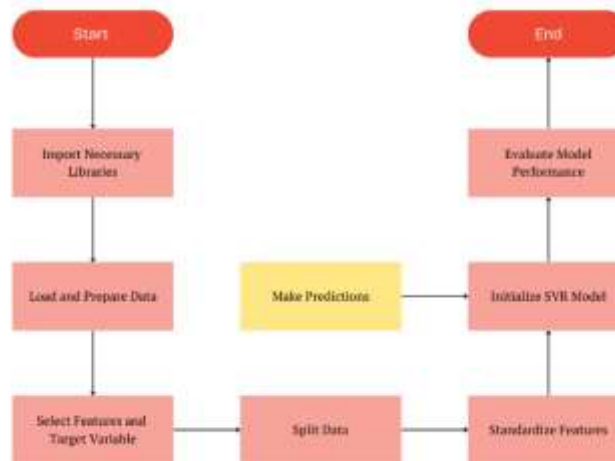 Start
End
Import Necessary
Libraries
Evaluate Model
Performance
Load and Prepare Data
Make Predictions
Initialize SVR Model
Select Features and
Target Variable
Split Data
Standardize Features